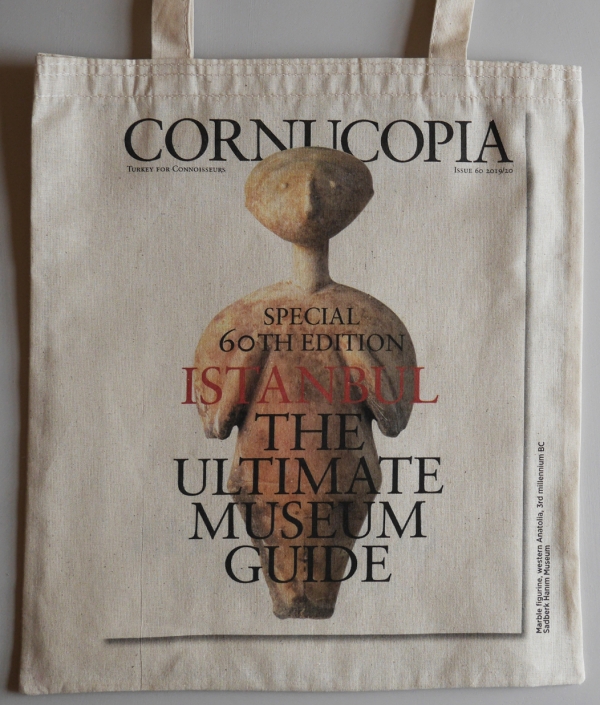 CORNUCOPIA
TURKEY FOR CONNOISSEURS
ISSUE 60 2019/20
SPECIAL
60TH EDITION
ISTANBUL
THE
ULTIMATE
MUSEUM
GUIDE
Marble figurine, western Anatolia, 3rd millennium BC
Sadberk Hanım Museum